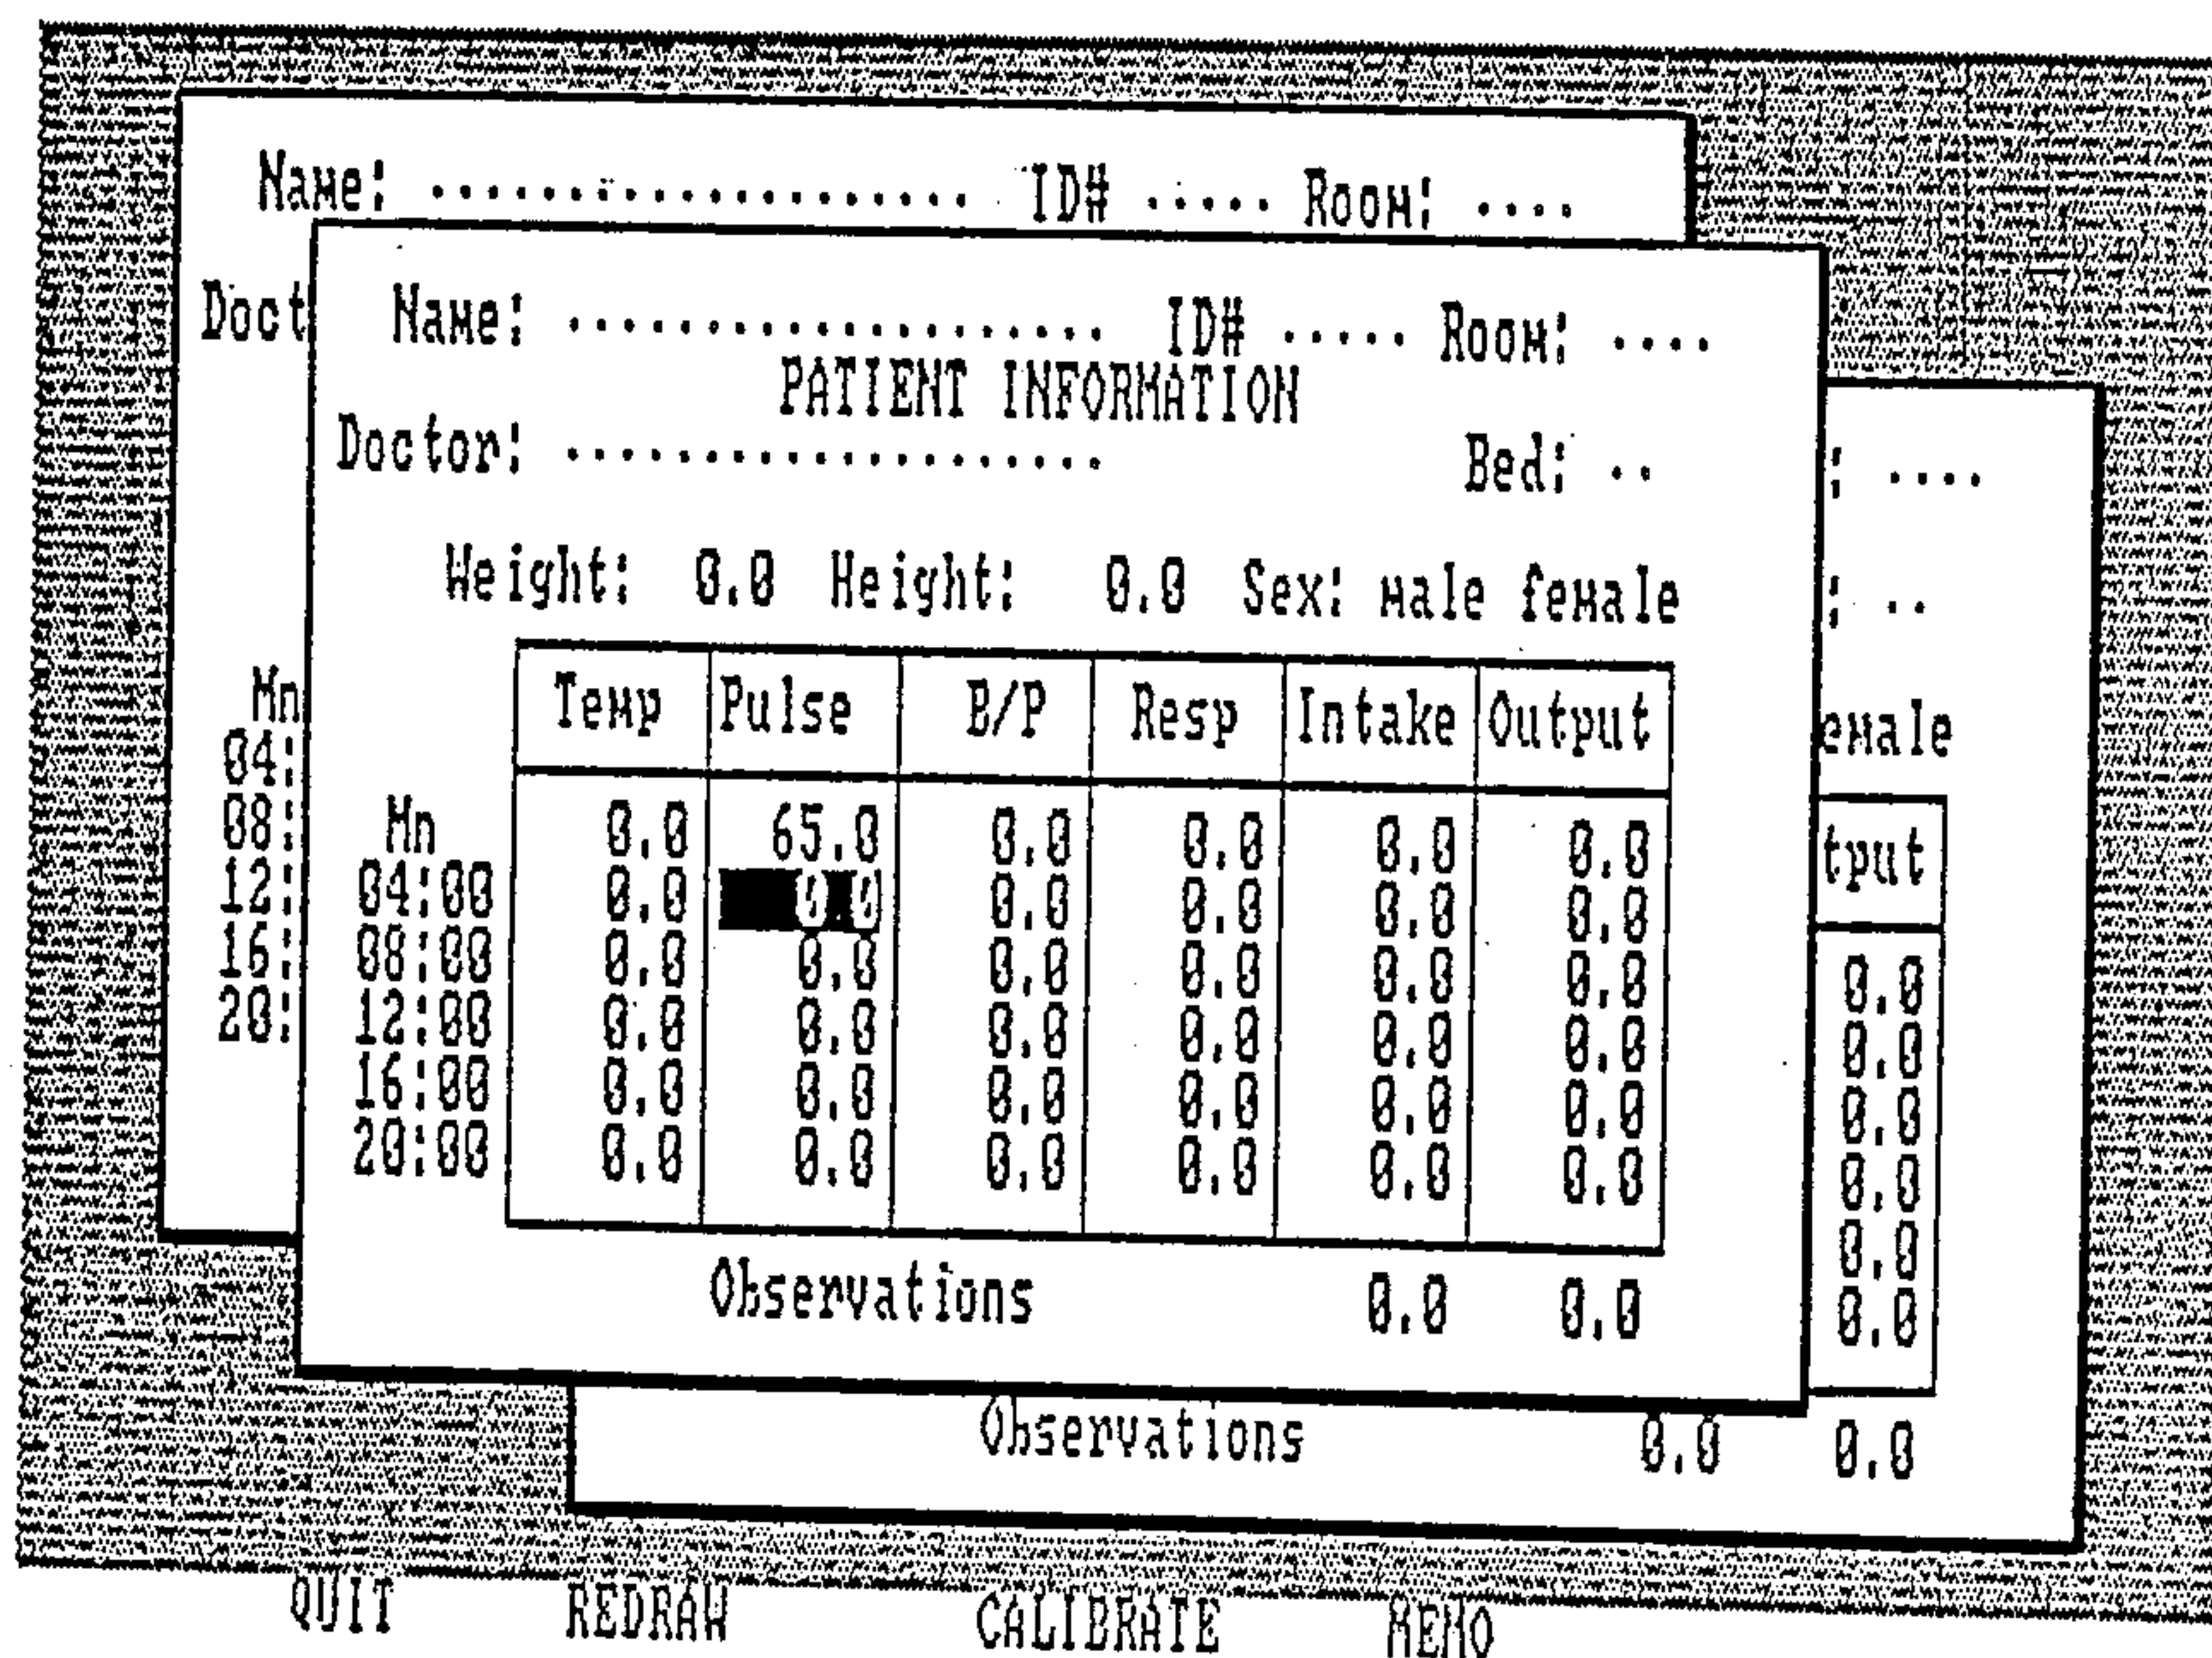 Name: .................... ID# ..... Room: ....
Doct
Mn
04:
08:
12:
16:
20:
Name: .................... ID# ..... Room: ....
PATIENT INFORMATION
Doctor: .................... Bed: ..
Weight: 0.0 Height: 0.0 Sex: male female
Temp Pulse B/P Resp Intake Output
Mn 0.0 65.0 0.0 0.0 0.0 0.0
04:00 0.0 0.0 0.0 0.0 0.0 0.0
08:00 0.0 0.0 0.0 0.0 0.0 0.0
12:00 0.0 0.0 0.0 0.0 0.0 0.0
16:00 0.0 0.0 0.0 0.0 0.0 0.0
20:00 0.0 0.0 0.0 0.0 0.0 0.0
Observations 0.0 0.0
: ....
: ..
emale
tput
0.0
0.0
0.0
0.0
0.0
0.0
Observations 0.0 0.0
QUIT REDRAW CALIBRATE MEMO